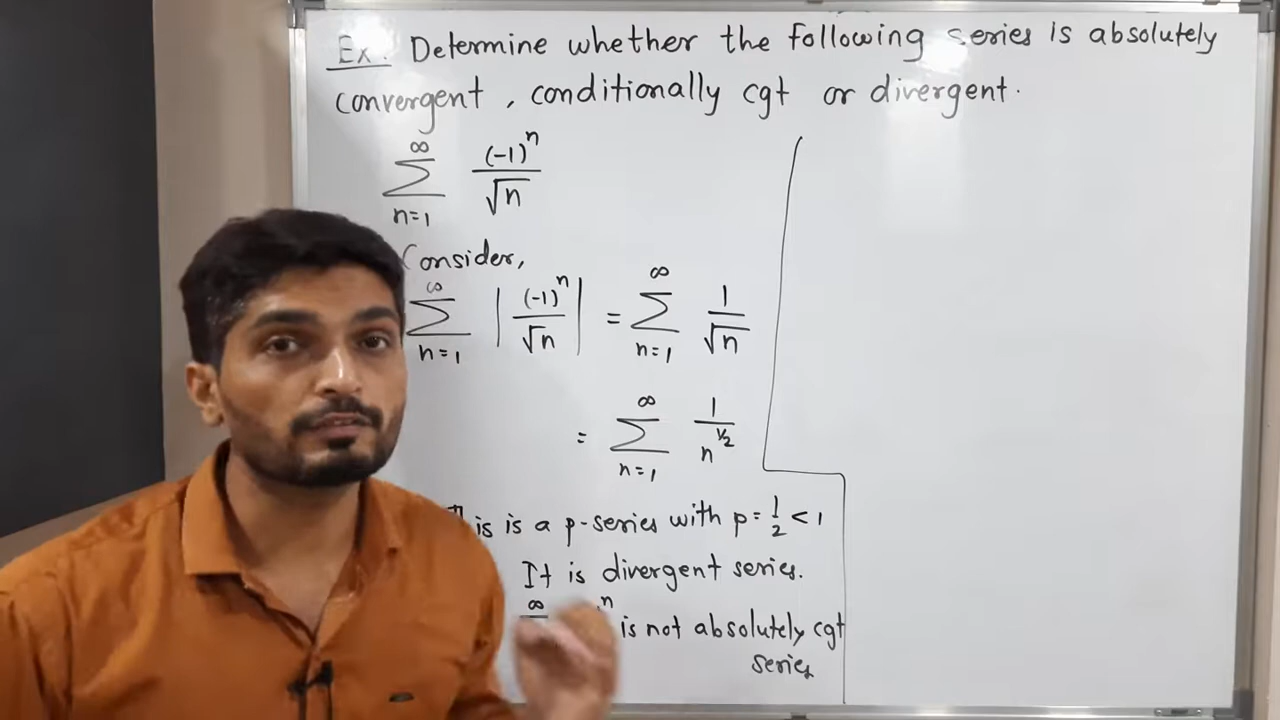 Ex. Determine whether the following series is absolutely
convergent, conditionally cgt or divergent.
∞
∑ (-1)^n / √n
n=1
Consider,
∞
∑ | (-1)^n / √n | = ∞ ∑ n=1 1 / √n
n=1
= ∞ ∑ n=1 1 / n^½
is is a p-series with p = 1/2 < 1
It is divergent series.
∞ n is not absolutely cgt
series